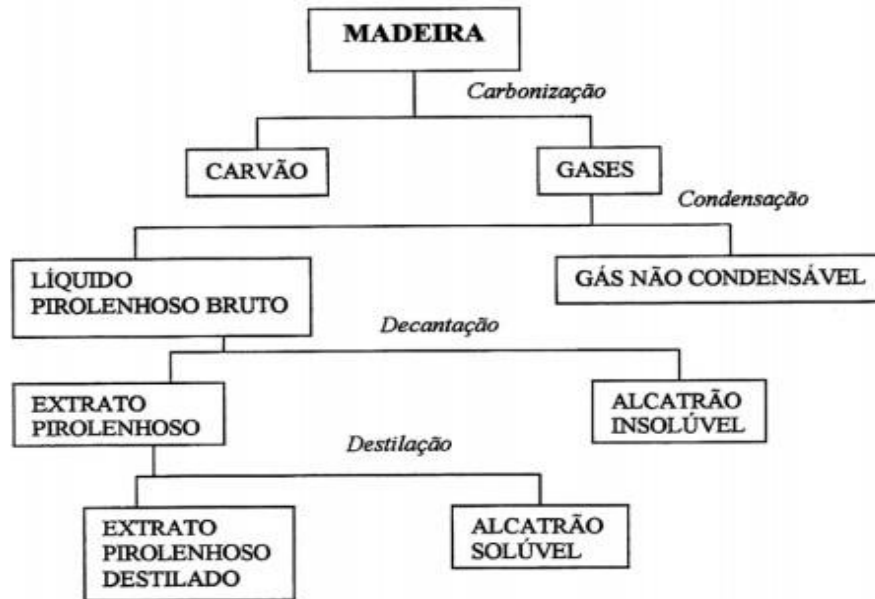 MADEIRA
Carbonização
CARVÃO
GASES
Condensação
LÍQUIDO
PIROLENHOSO BRUTO
GÁS NÃO CONDENSÁVEL
Decantação
EXTRATO
PIROLENHOSO
ALCATRÃO
INSOLÚVEL
Destilação
EXTRATO
PIROLENHOSO
DESTILADO
ALCATRÃO
SOLÚVEL